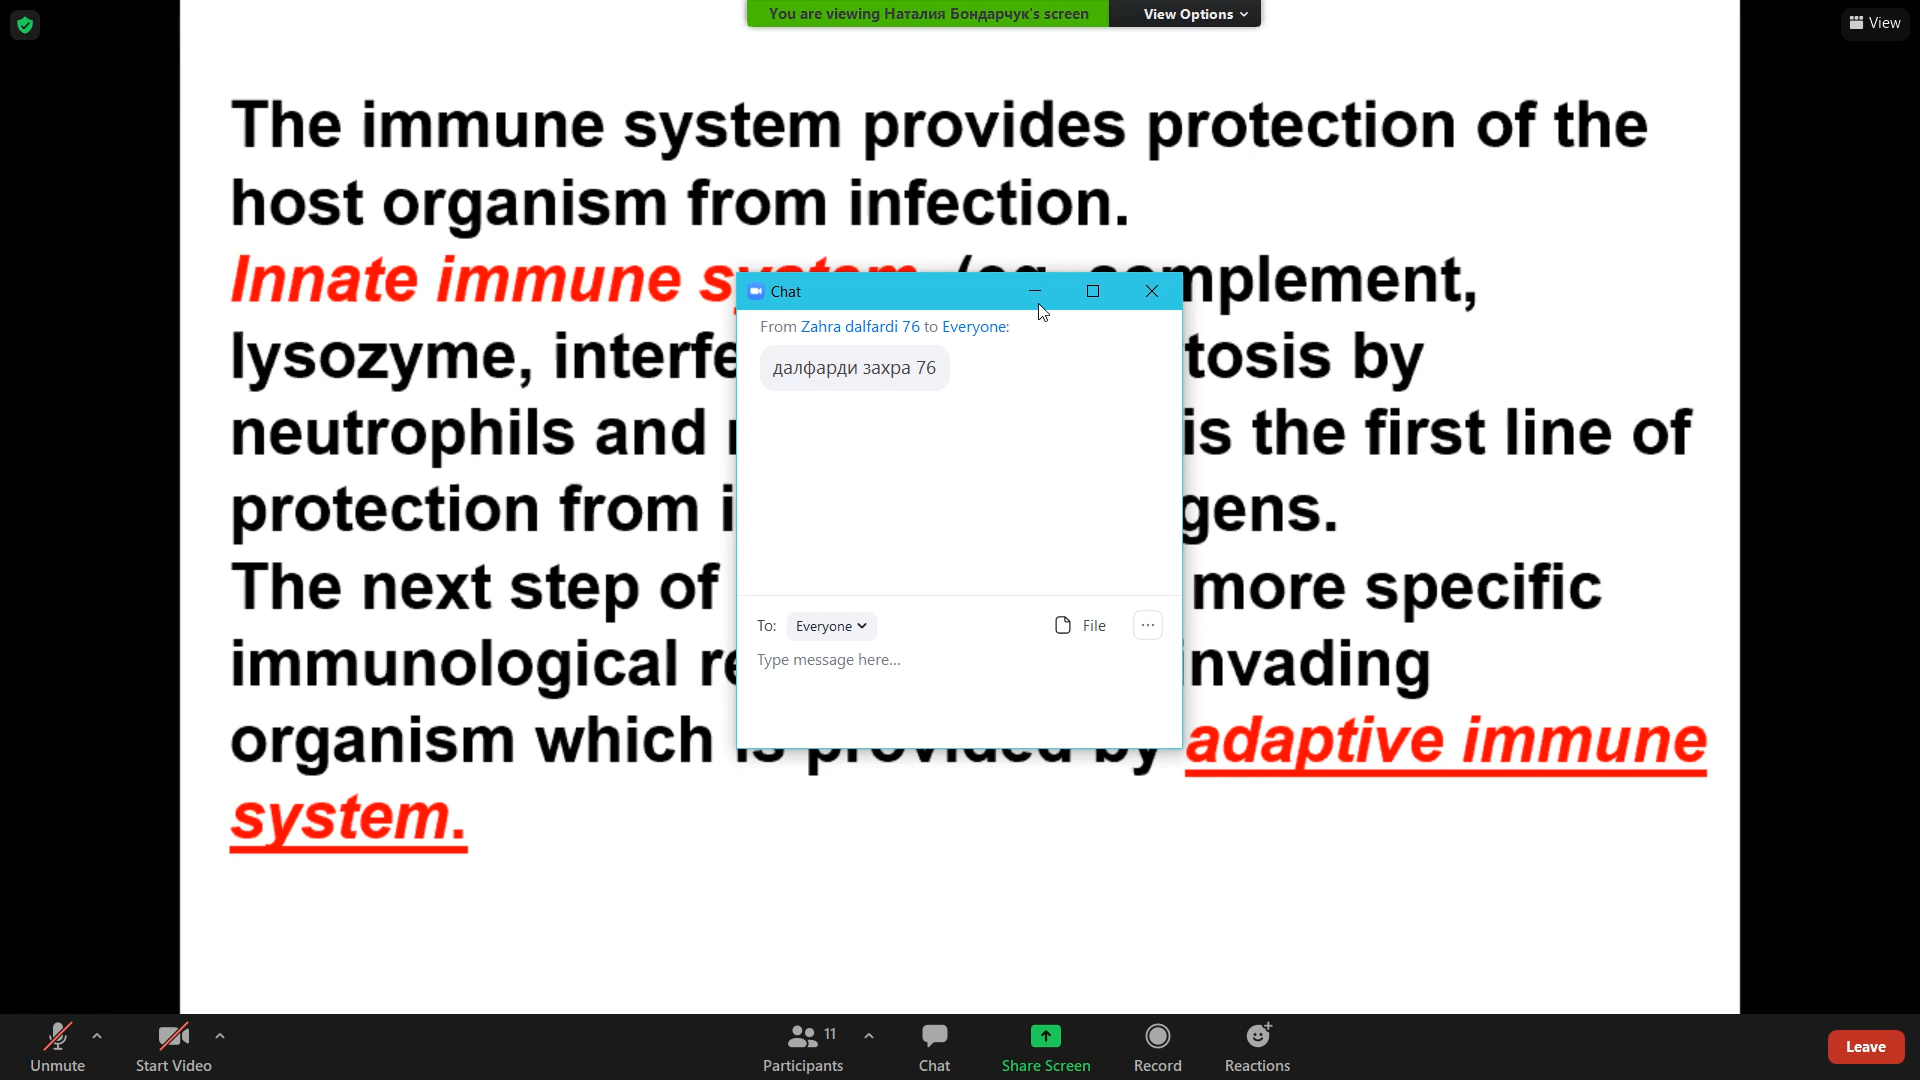 You are viewing Наталия Бондарчук's screen
View Options
View
The immune system provides protection of the
host organism from infection.
Innate immune system mplement,
lysozyme, tosis by
neutrophils and is the first line of
protection from gens.
The next step of more specific
immunological nvading
organism which is provided by adaptive immune
system.
Chat
From Zahra dalfardi 76 to Everyone:
далфарди захра 76
To: Everyone
File
Type message here...
Unmute
Start Video
11
Participants
Chat
Share Screen
Record
Reactions
Leave